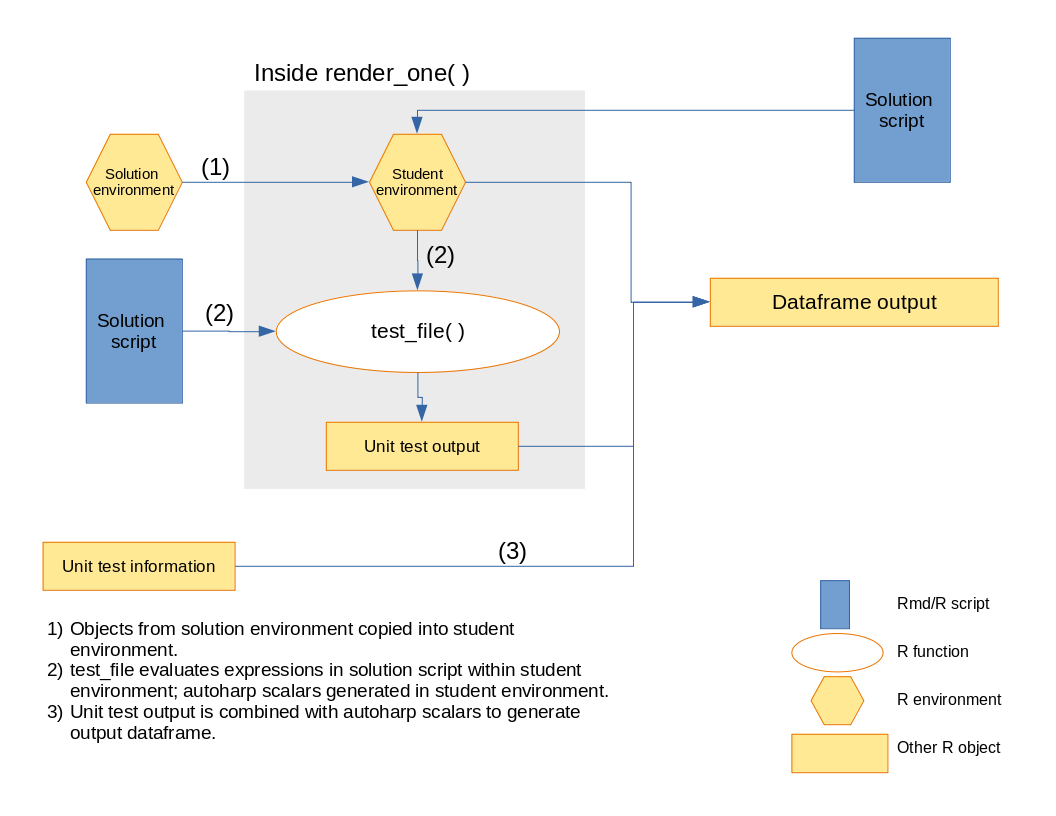 Inside render_one( )
Solution
script
(1)
Solution
environment
Student
environment
(2)
Solution
script
(2)
test_file( )
Dataframe output
Unit test output
(3)
Unit test information
1) Objects from solution environment copied into student
environment.
2) test_file evaluates expressions in solution script within student
environment; autoharp scalars generated in student environment.
3) Unit test output is combined with autoharp scalars to generate
output dataframe.
Rmd/R script
R function
R environment
Other R object